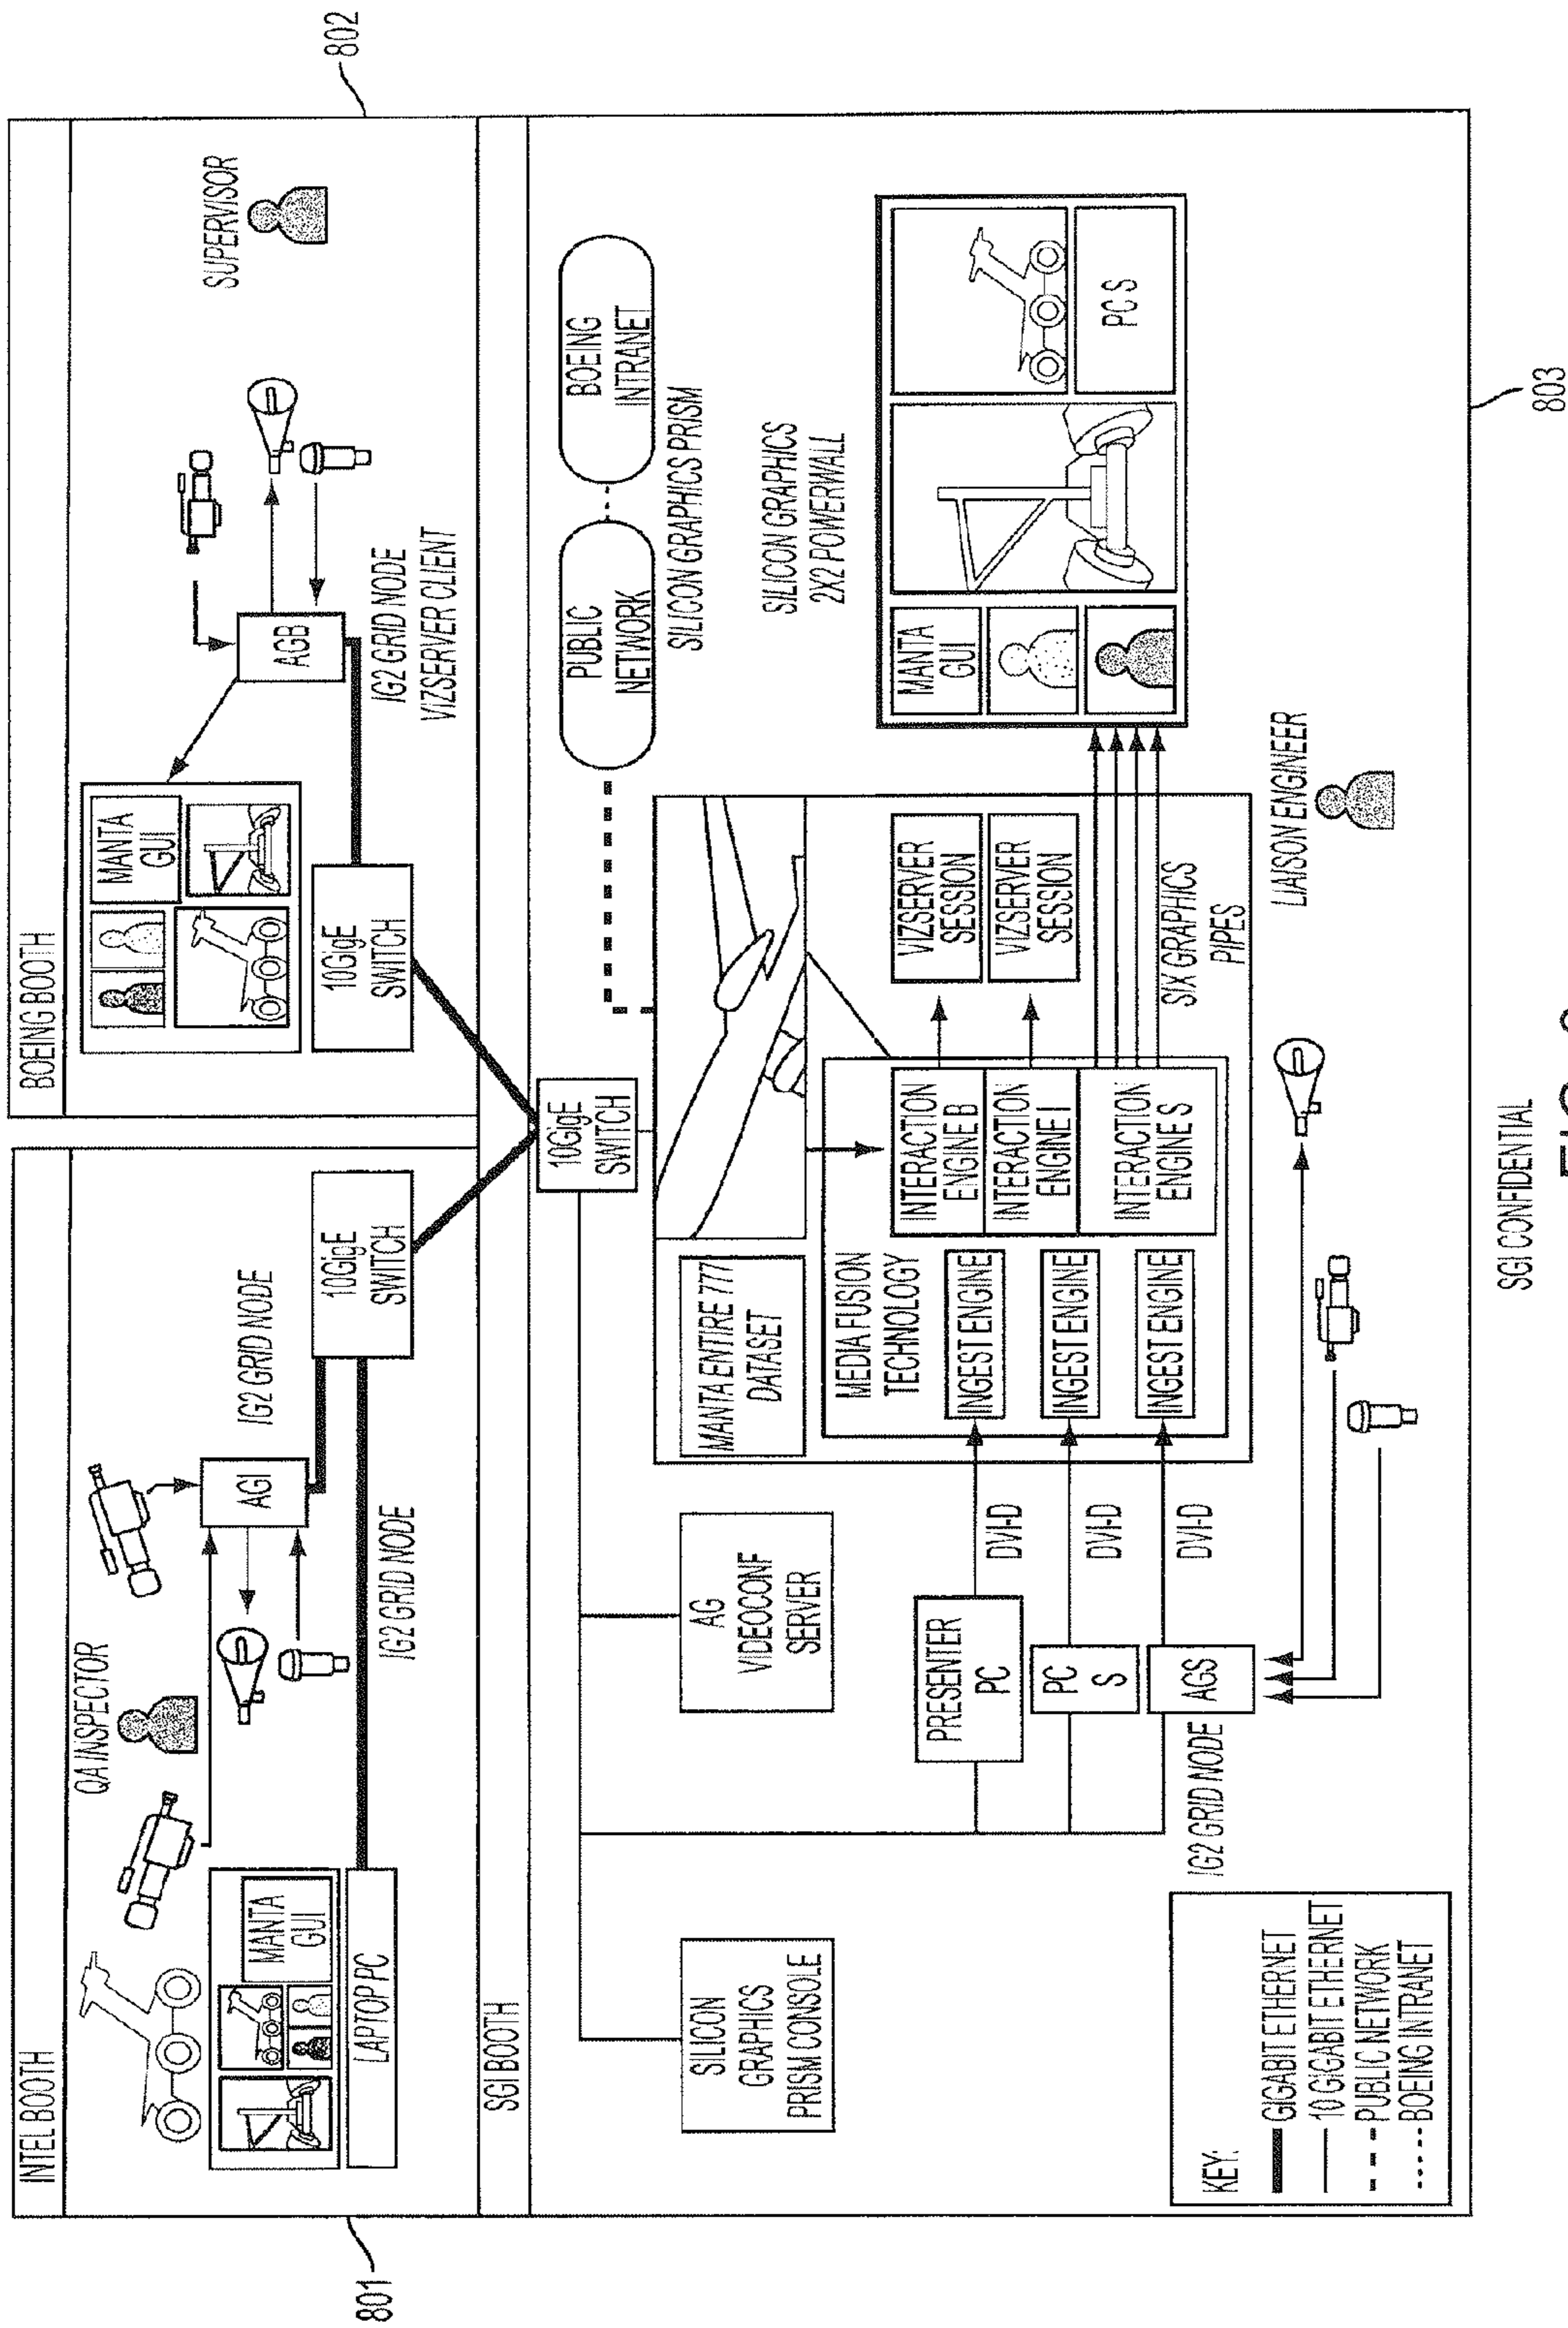 INTEL BOOTH
QA INSPECTOR
AGI
IG2 GRID NODE
MANTA
GUI
LAPTOP PC
IG2 GRID NODE
10GigE
SWITCH
801
BOEING BOOTH
MANTA
GUI
10GigE
SWITCH
AGB
IG2 GRID NODE
VIZSERVER CLIENT
SUPERVISOR
802
SGI BOOTH
10GigE
SWITCH
PUBLIC
NETWORK
BOEING
INTRANET
SILICON GRAPHICS PRISM
SILICON
GRAPHICS
PRISM CONSOLE
AG
VIDEOCONF
SERVER
MANTA ENTIRE 777
DATASET
MEDIA FUSION
TECHNOLOGY
INGEST ENGINE
INGEST ENGINE
INGEST ENGINE
INTERACTION
ENGINE B
INTERACTION
ENGINE I
INTERACTION
ENGINE S
VIZSERVER
SESSION
VIZSERVER
SESSION
SIX GRAPHICS
PIPES
SILICON GRAPHICS
2X2 POWERWALL
MANTA
GUI
PC S
PRESENTER
PC
DVI-D
PC
S
DVI-D
AGS
DVI-D
IG2 GRID NODE
LIAISON ENGINEER
KEY:
GIGABIT ETHERNET
10 GIGABIT ETHERNET
PUBLIC NETWORK
BOEING INTRANET
803
SGI CONFIDENTIAL